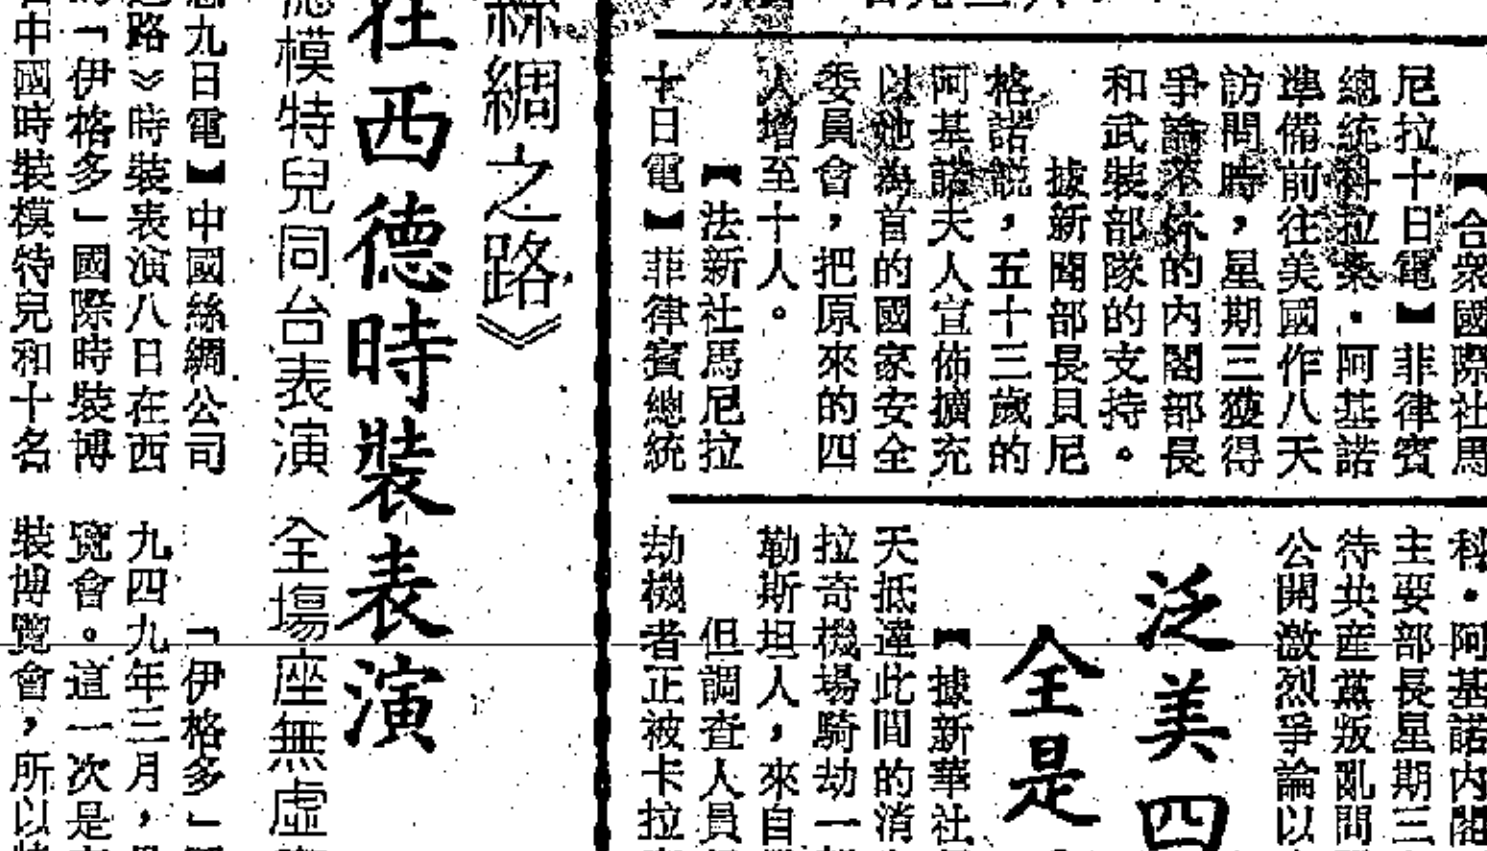 【合衆國際社馬
尼拉十日電】菲律賓
總統科拉桑．阿基諾
準備前往美國作八天
訪問時，星期三獲得
爭論不休的內閣部長
和武裝部隊的支持。
據新聞部長貝尼
格諾説，五十三歲的
阿基諾夫人宣佈擴充
以她為首的國家安全
委員會，把原來的四
人增至十人。
【法新社馬尼拉
十日電】菲律賓總統
科．阿基諾內閣
主要部長星期三
待共産黨叛亂問
公開激烈爭論以
泛美四
全是
【據新華社
天抵達此間的消
拉奇機場騎劫一
勒斯坦人，來自
但調查人員
劫機者正被卡拉
絲綢之路》
在西德時裝表演
應模特兒同台表演 全塲座無虛
九日電】中國絲綢公司
路》時裝表演八日在西
「伊格多」國際時裝博
中國時裝模特兒和十名
「伊格多」
九四九年三月，
覽會。這一次是
裝博覽會，所以